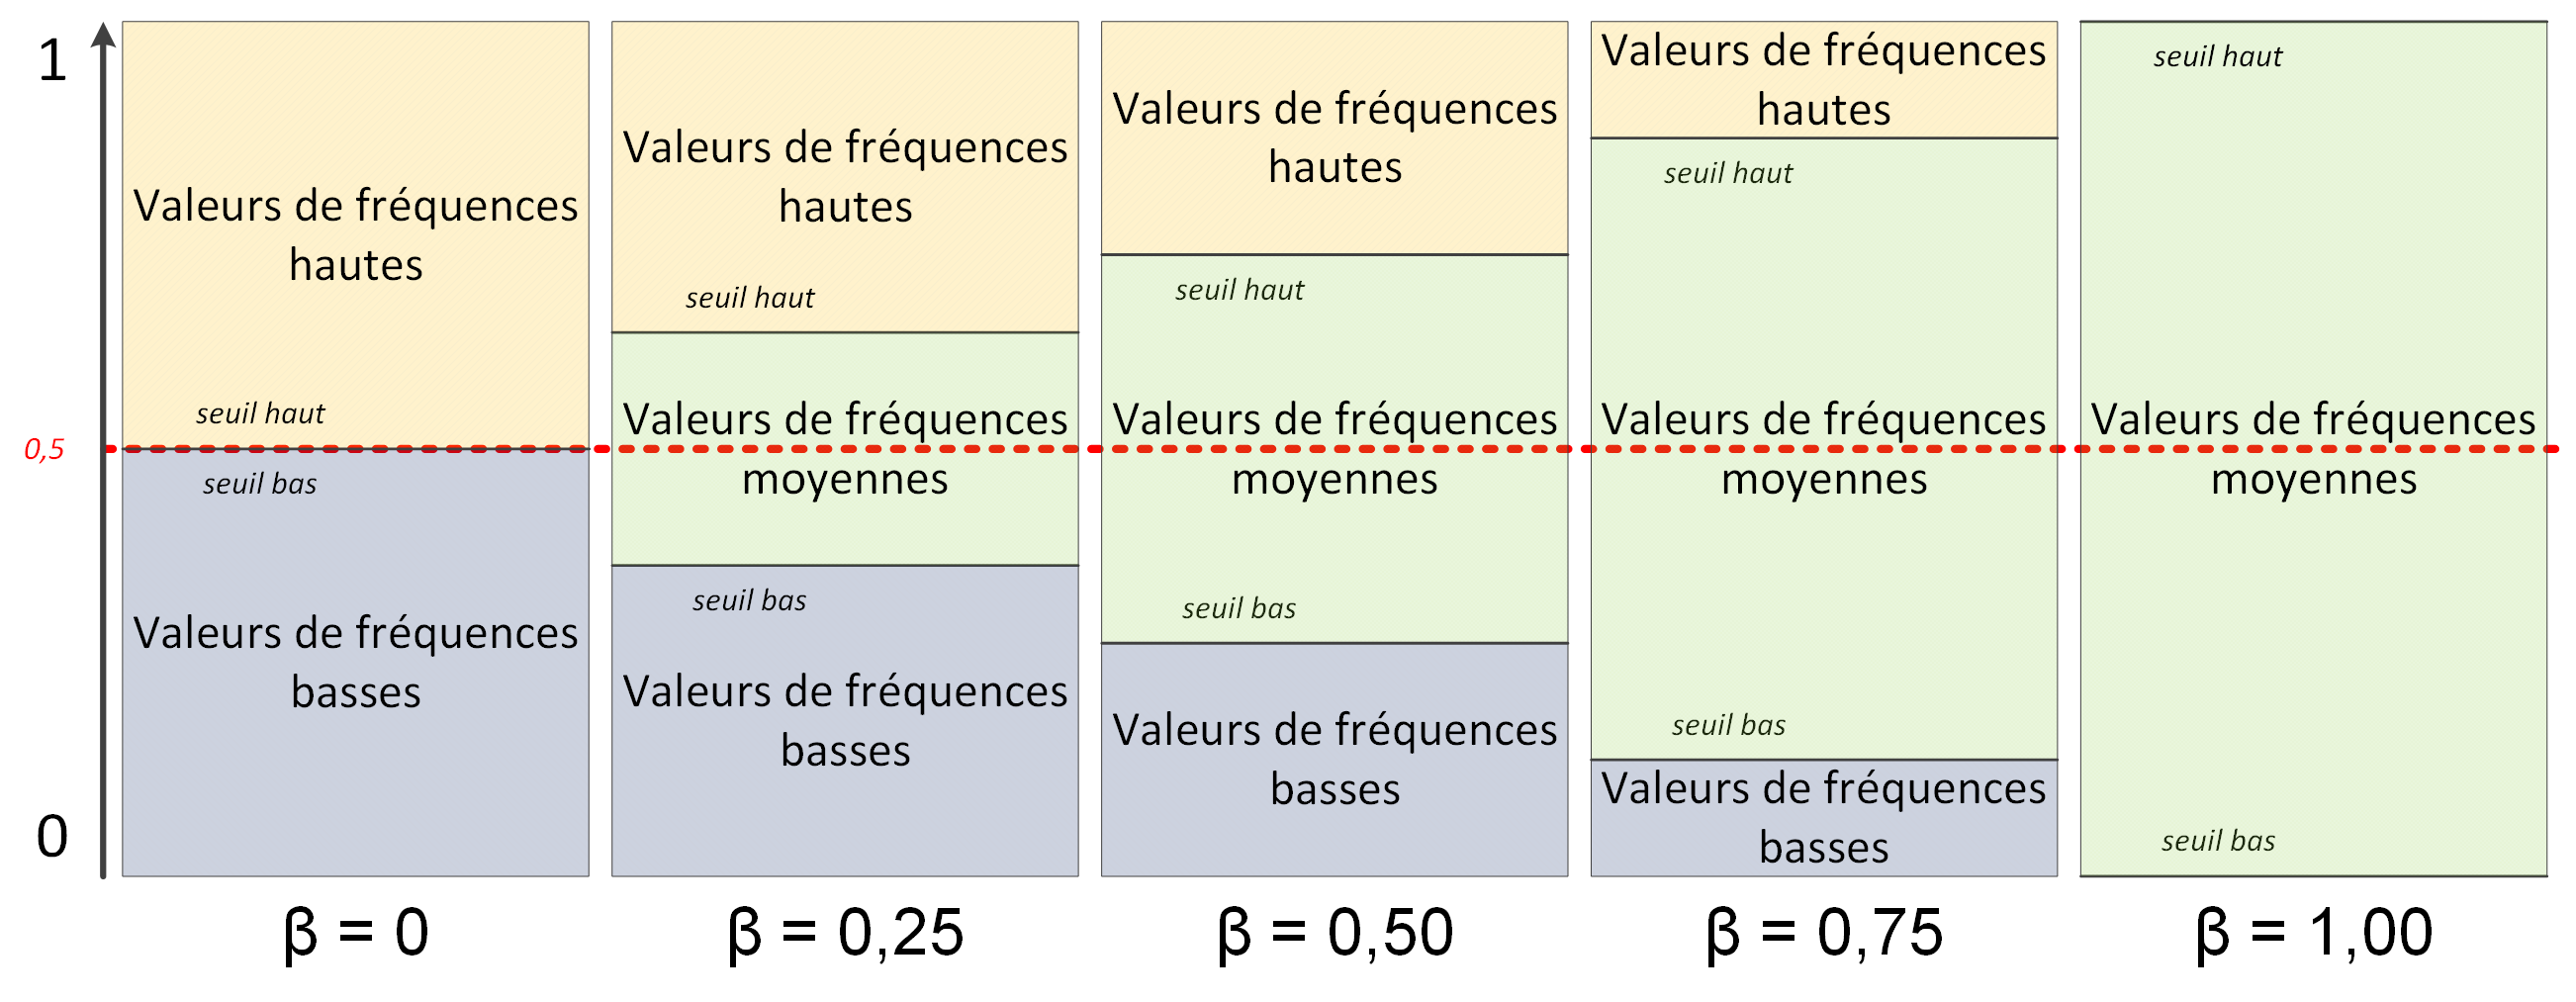 1
0,5
0
Valeurs de fréquences
hautes
seuil haut
seuil bas
Valeurs de fréquences
basses
β = 0
Valeurs de fréquences
hautes
seuil haut
Valeurs de fréquences
moyennes
seuil bas
Valeurs de fréquences
basses
β = 0,25
Valeurs de fréquences
hautes
seuil haut
Valeurs de fréquences
moyennes
seuil bas
Valeurs de fréquences
basses
β = 0,50
Valeurs de fréquences
hautes
seuil haut
Valeurs de fréquences
moyennes
seuil bas
Valeurs de fréquences
basses
β = 0,75
seuil haut
Valeurs de fréquences
moyennes
seuil bas
β = 1,00